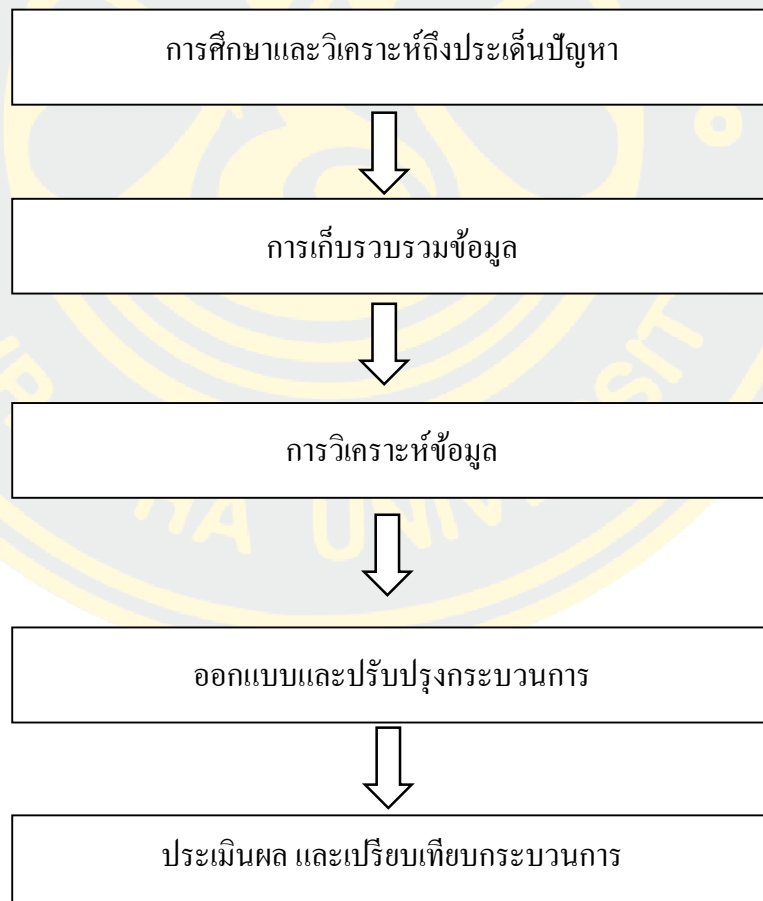 การศึกษาและวิเคราะห์ถึงประเด็นปัญหา
การเก็บรวบรวมข้อมูล
การวิเคราะห์ข้อมูล
ออกแบบและปรับปรุงกระบวนการ
ประเมินผล และเปรียบเทียบกระบวนการ